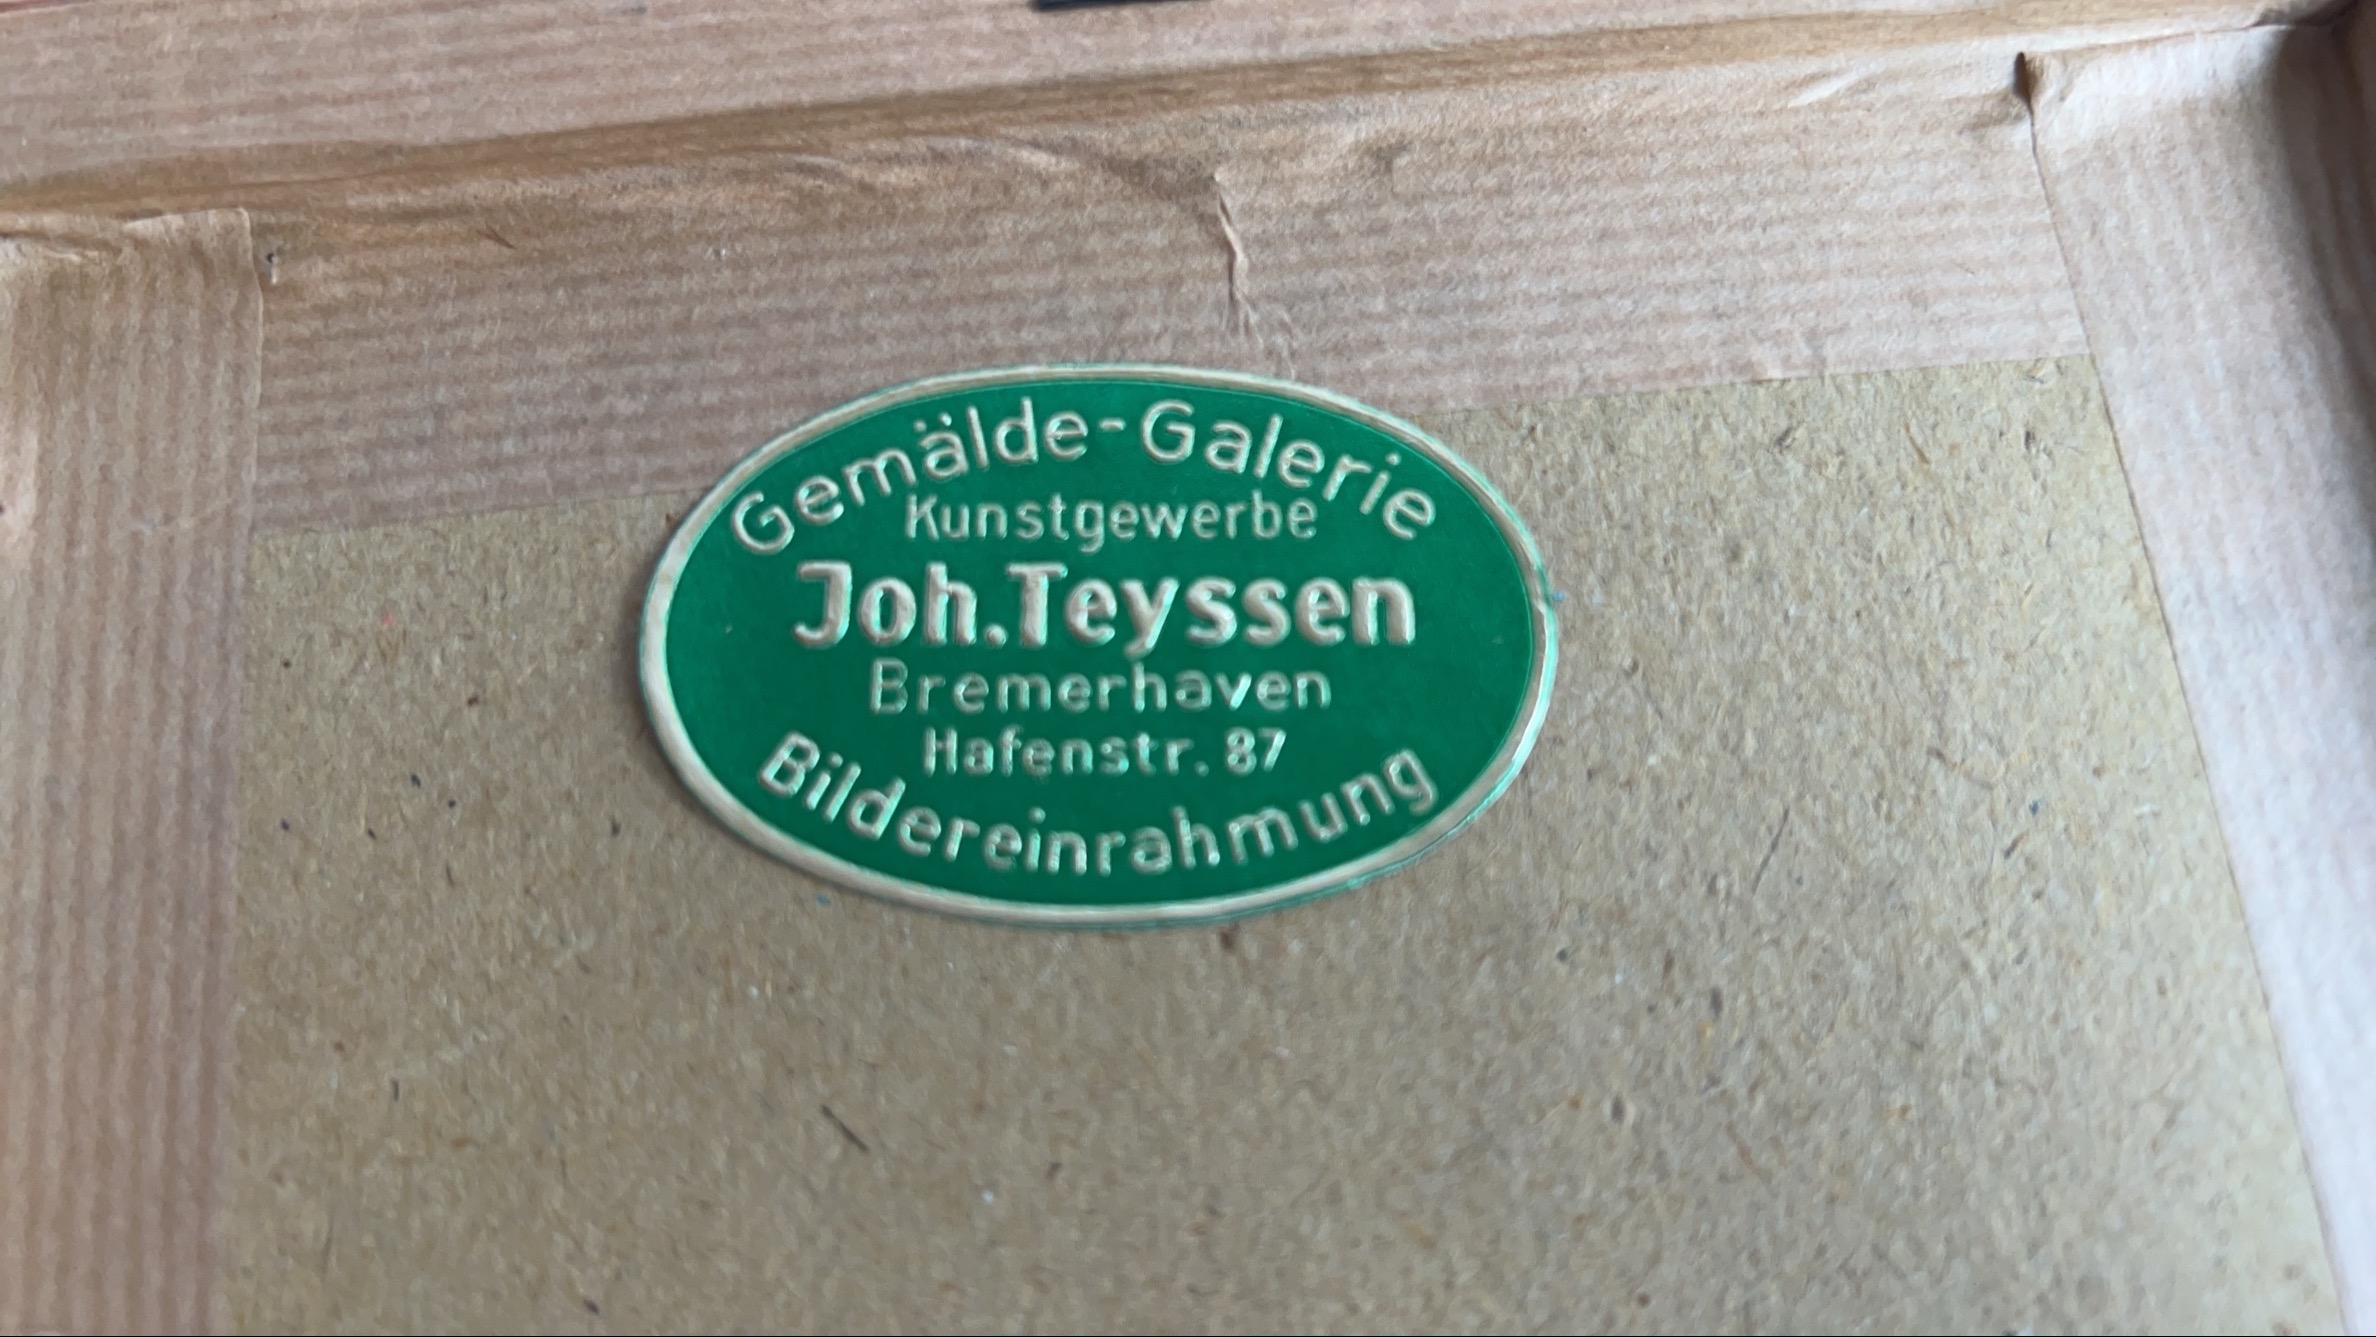 Gemälde-Galerie
Kunstgewerbe
Joh. Teyssen
Bremerhaven
Hafenstr. 87
Bildereinrahmung